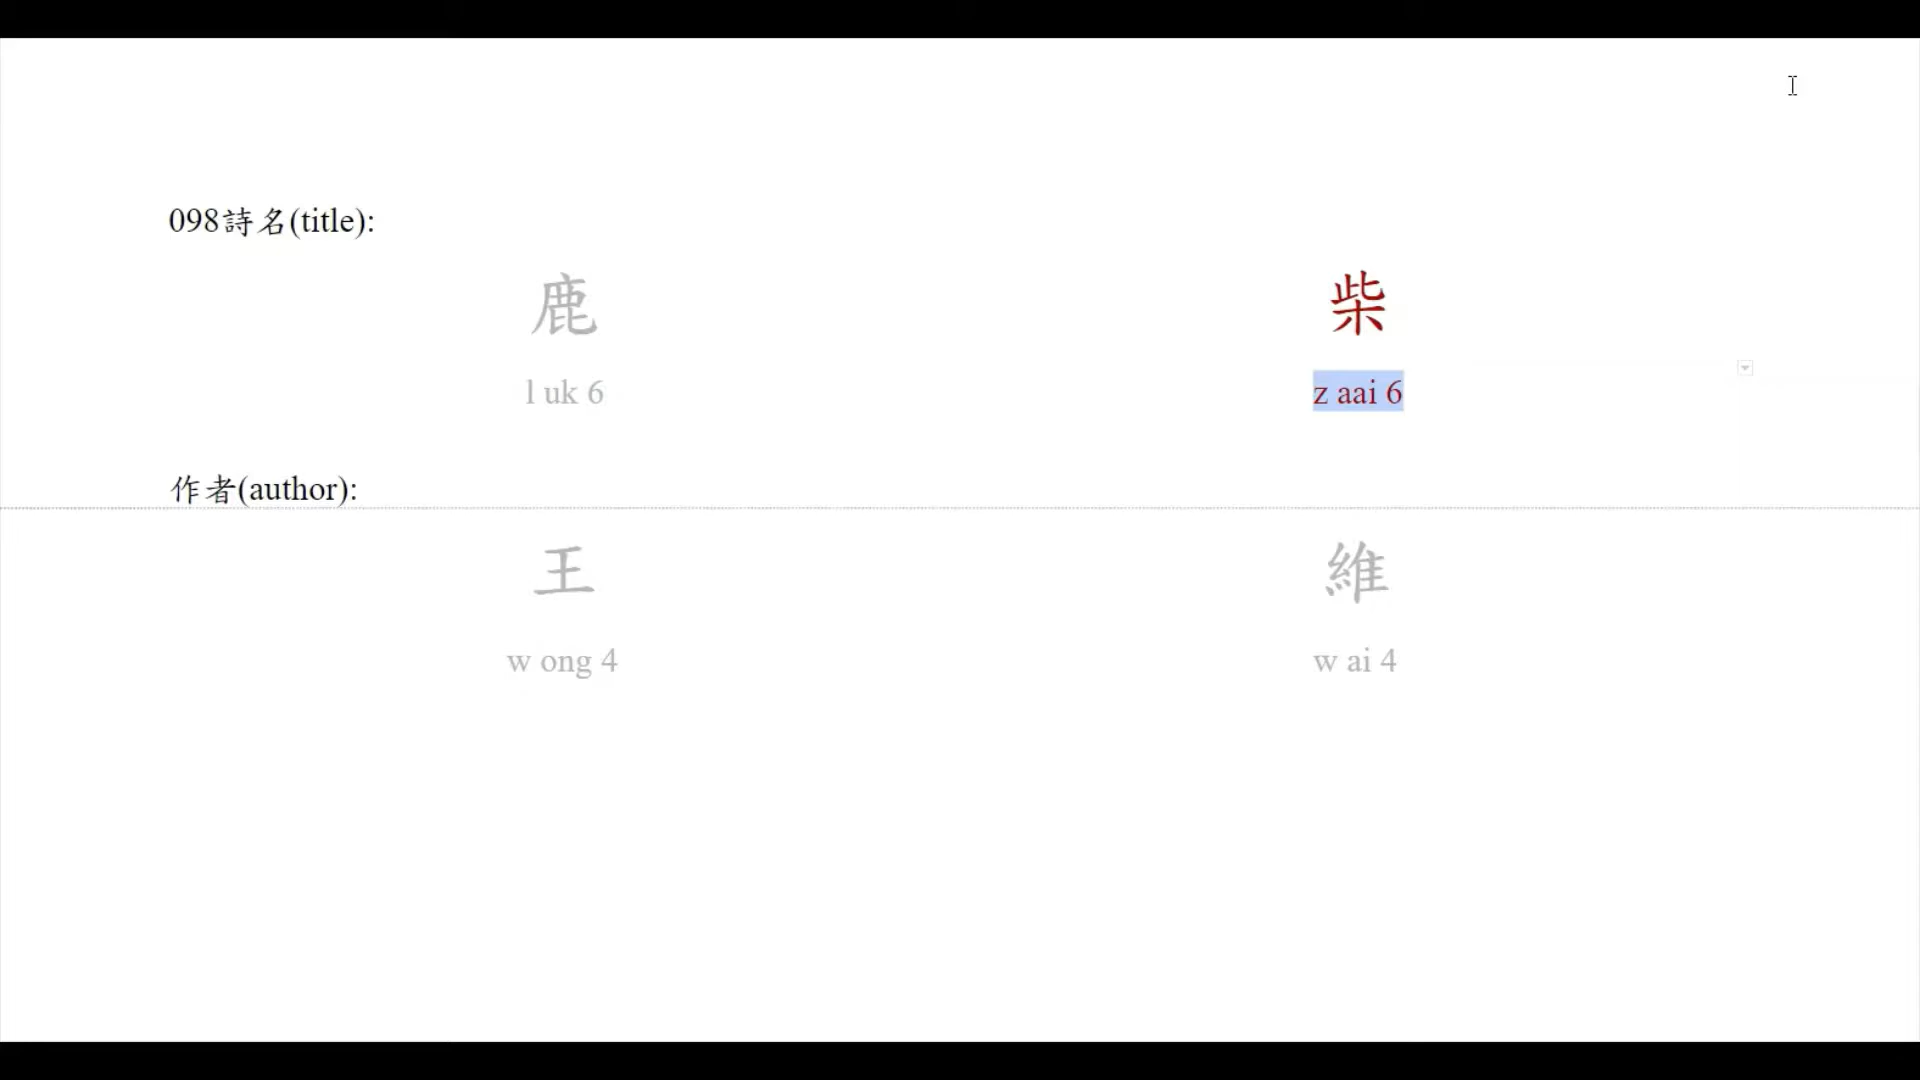 098詩名(title):
鹿 柴
l uk 6 z aai 6
作者(author):
王 維
w ong 4 w ai 4